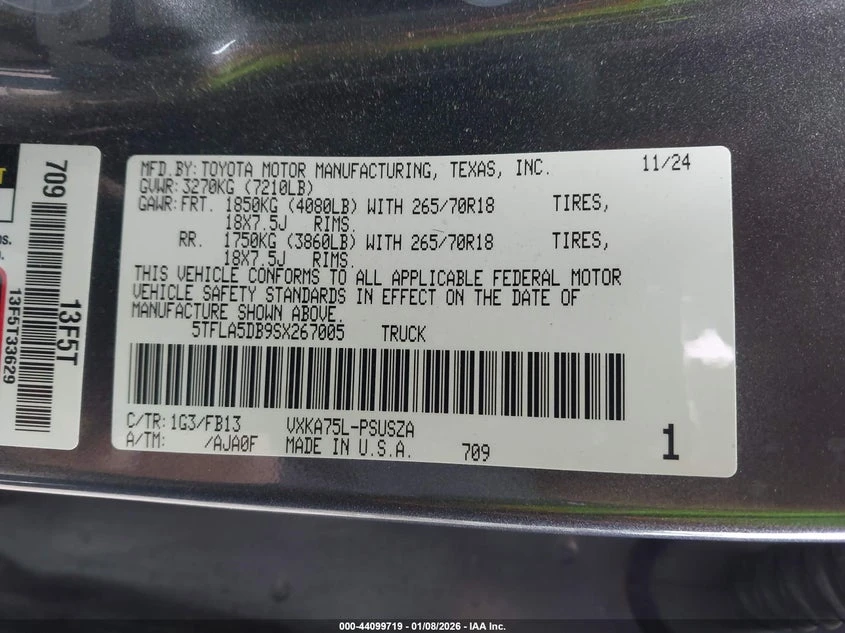 MFD.BY: TOYOTA MOTOR MANUFACTURING, TEXAS, INC. 11/24
GVWR: 3270KG (7210LB)
GAWR: FRT. 1850KG (4080LB) WITH 265/70R18 TIRES,
18X7.5J RIMS.
RR. 1750KG (3860LB) WITH 265/70R18 TIRES,
18X7.5J RIMS.
THIS VEHICLE CONFORMS TO ALL APPLICABLE FEDERAL MOTOR
VEHICLE SAFETY STANDARDS IN EFFECT ON THE DATE OF
MANUFACTURE SHOWN ABOVE.
5TFLA5DB9SX267005 TRUCK
C/TR: 1G3/FB13 VXKA75L-PSUSZA
A/TM: /AJA0F MADE IN U.S.A. 709 1
709
13F5T
13F5T33629
000-44099719 - 01/08/2026 - IAA Inc.